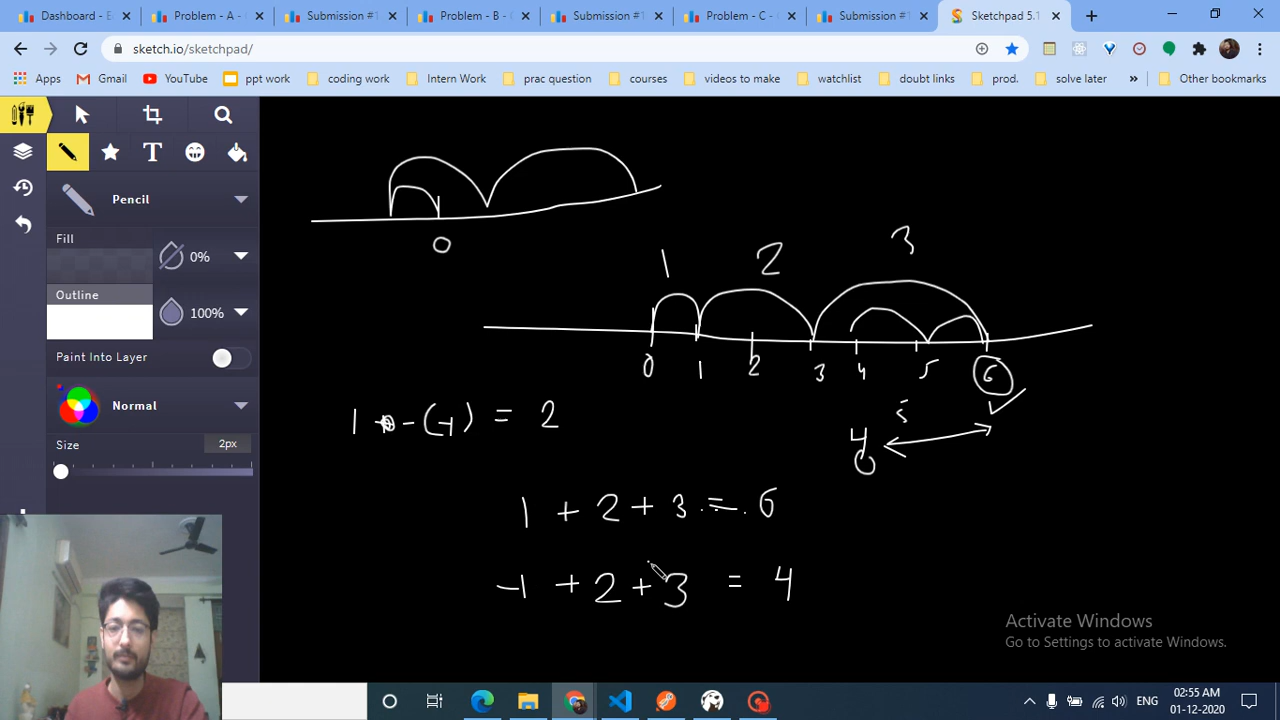 Dashboard - E
Problem - A - C
Submission #1
Problem - B - C
Submission #1
Problem - C - C
Submission #1
Sketchpad 5.1
sketch.io/sketchpad/
Apps
Gmail
YouTube
ppt work
coding work
Intern Work
prac question
courses
videos to make
watchlist
doubt links
prod.
solve later
»
Other bookmarks
Pencil
Fill
0%
Outline
100%
Paint Into Layer
Normal
Size
2px
0
1 2 3
0 1 2 3 4 5 6
1 - (-1) = 2
5
4
0
1 + 2 + 3 = 6
-1 + 2 + 3 = 4
Activate Windows
Go to Settings to activate Windows.
ENG
02:55 AM
01-12-2020